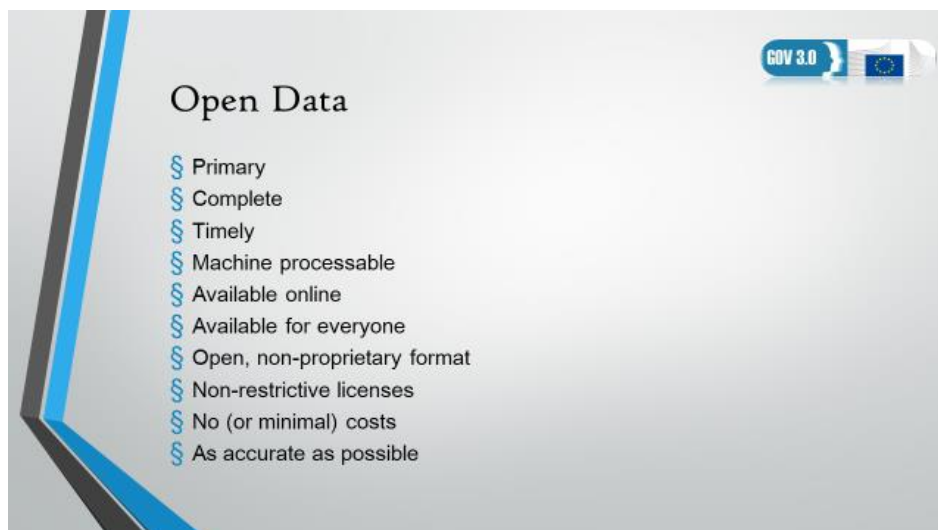 GOV 3.0
Open Data
§ Primary
§ Complete
§ Timely
§ Machine processable
§ Available online
§ Available for everyone
§ Open, non-proprietary format
§ Non-restrictive licenses
§ No (or minimal) costs
§ As accurate as possible